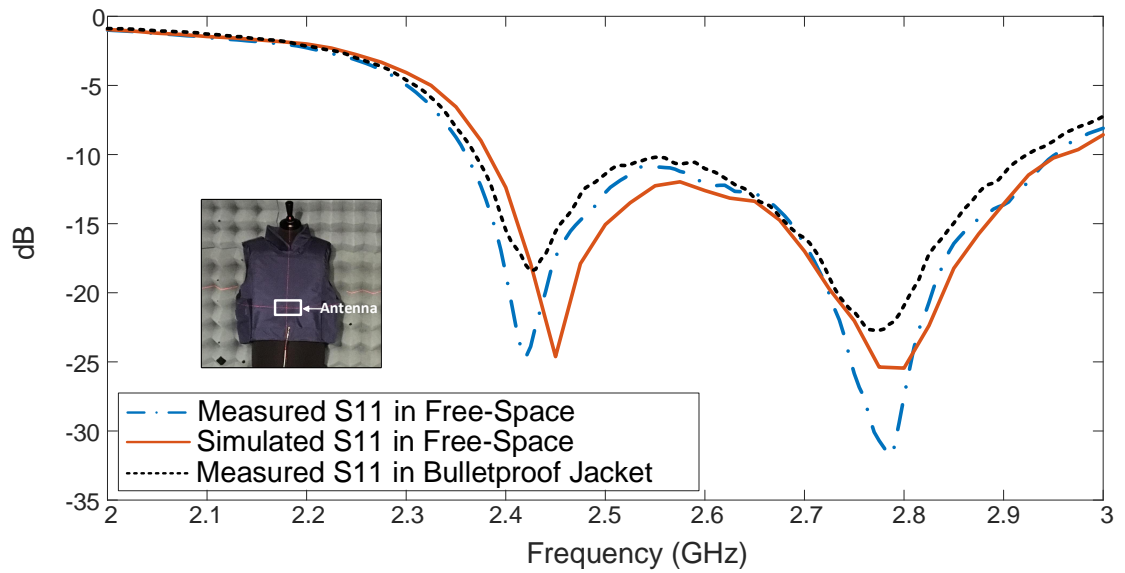 0
-5
-10
-15
-20
-25
-30
-35
dB
Antenna
Measured S11 in Free-Space
Simulated S11 in Free-Space
Measured S11 in Bulletproof Jacket
2 2.1 2.2 2.3 2.4 2.5 2.6 2.7 2.8 2.9 3
Frequency (GHz)